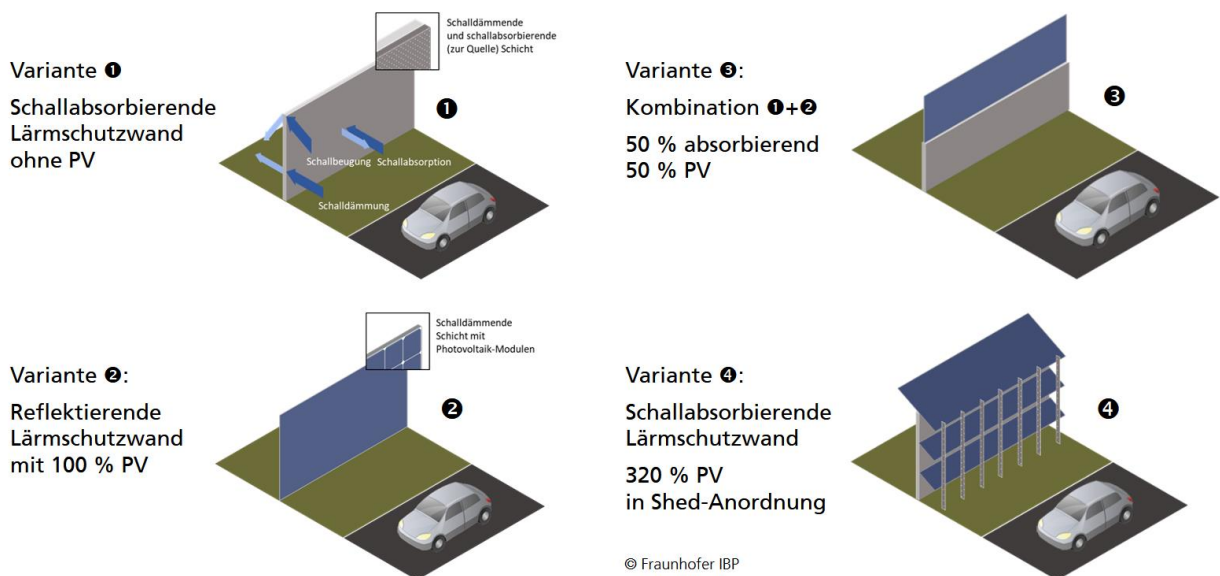 Variante ❶
Schallabsorbierende
Lärmschutzwand
ohne PV
Schalldämmende
und schallabsorbierende
(zur Quelle) Schicht
❶
Schallbeugung
Schallabsorption
Schalldämmung
Variante ❸:
Kombination ❶+❷
50 % absorbierend
50 % PV
❸
Variante ❷:
Reflektierende
Lärmschutzwand
mit 100 % PV
Schalldämmende
Schicht mit
Photovoltaik-Modulen
❷
Variante ❹:
Schallabsorbierende
Lärmschutzwand
320 % PV
in Shed-Anordnung
❹
© Fraunhofer IBP